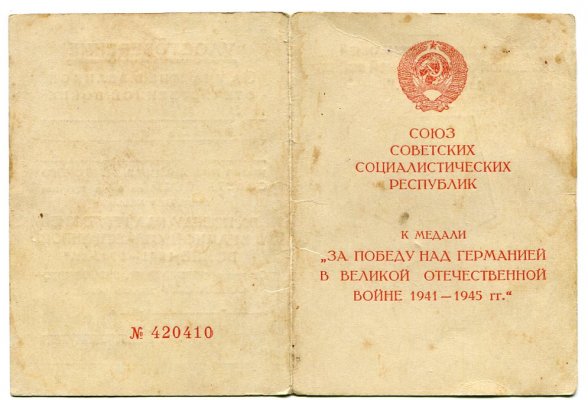 № 420410
СОЮЗ
СОВЕТСКИХ
СОЦИАЛИСТИЧЕСКИХ
РЕСПУБЛИК
К МЕДАЛИ
„ЗА ПОБЕДУ НАД ГЕРМАНИЕЙ
В ВЕЛИКОЙ ОТЕЧЕСТВЕННОЙ
ВОЙНЕ 1941—1945 гг.“